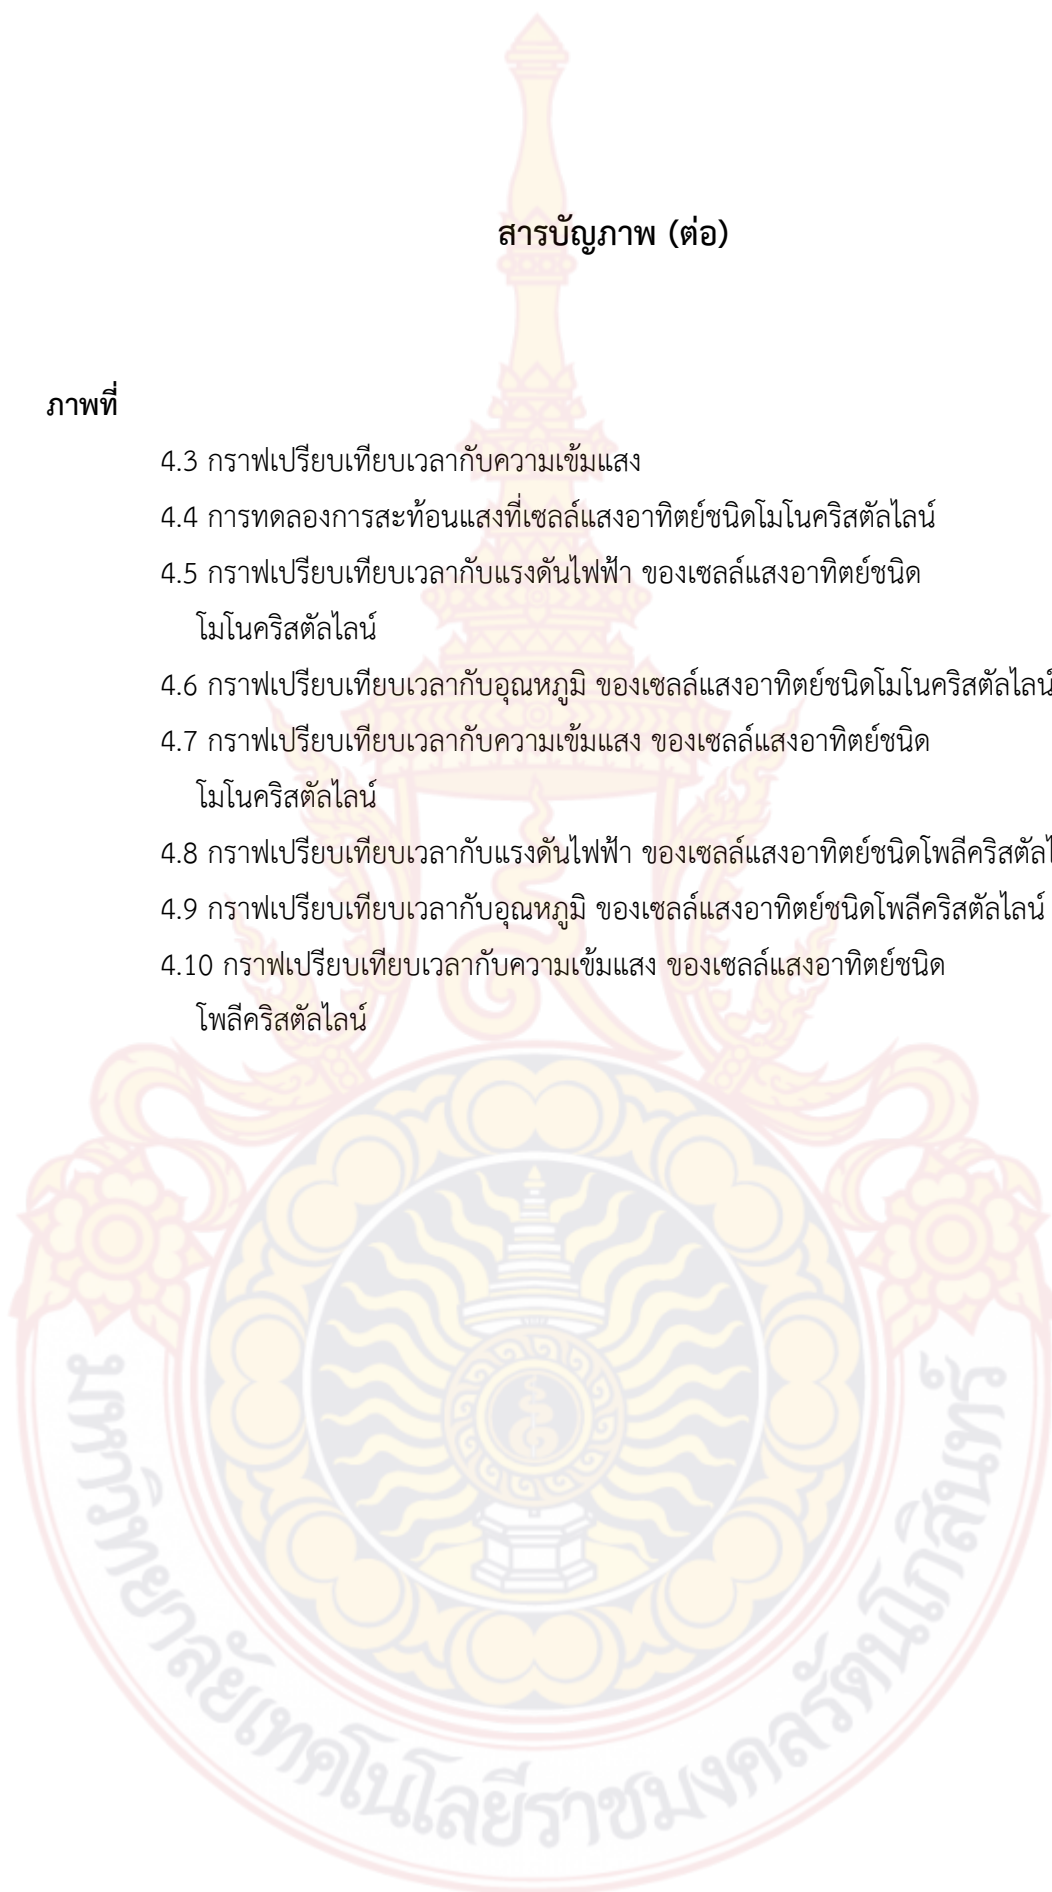 สารบัญภาพ (ต่อ)
ภาพที่
4.3 กราฟเปรียบเทียบเวลากับความเข้มแสง
4.4 การทดลองการสะท้อนแสงที่เซลล์แสงอาทิตย์ชนิดโมโนคริสตัลไลน์
4.5 กราฟเปรียบเทียบเวลากับแรงดันไฟฟ้า ของเซลล์แสงอาทิตย์ชนิด
โมโนคริสตัลไลน์
4.6 กราฟเปรียบเทียบเวลากับอุณหภูมิ ของเซลล์แสงอาทิตย์ชนิดโมโนคริสตัลไลน์
4.7 กราฟเปรียบเทียบเวลากับความเข้มแสง ของเซลล์แสงอาทิตย์ชนิด
โมโนคริสตัลไลน์
4.8 กราฟเปรียบเทียบเวลากับแรงดันไฟฟ้า ของเซลล์แสงอาทิตย์ชนิดโพลีคริสตัลไ
4.9 กราฟเปรียบเทียบเวลากับอุณหภูมิ ของเซลล์แสงอาทิตย์ชนิดโพลีคริสตัลไลน์
4.10 กราฟเปรียบเทียบเวลากับความเข้มแสง ของเซลล์แสงอาทิตย์ชนิด
โพลีคริสตัลไลน์
มหาวิทยาลัยเทคโนโลยีราชมงคลรัตนโกสินทร์